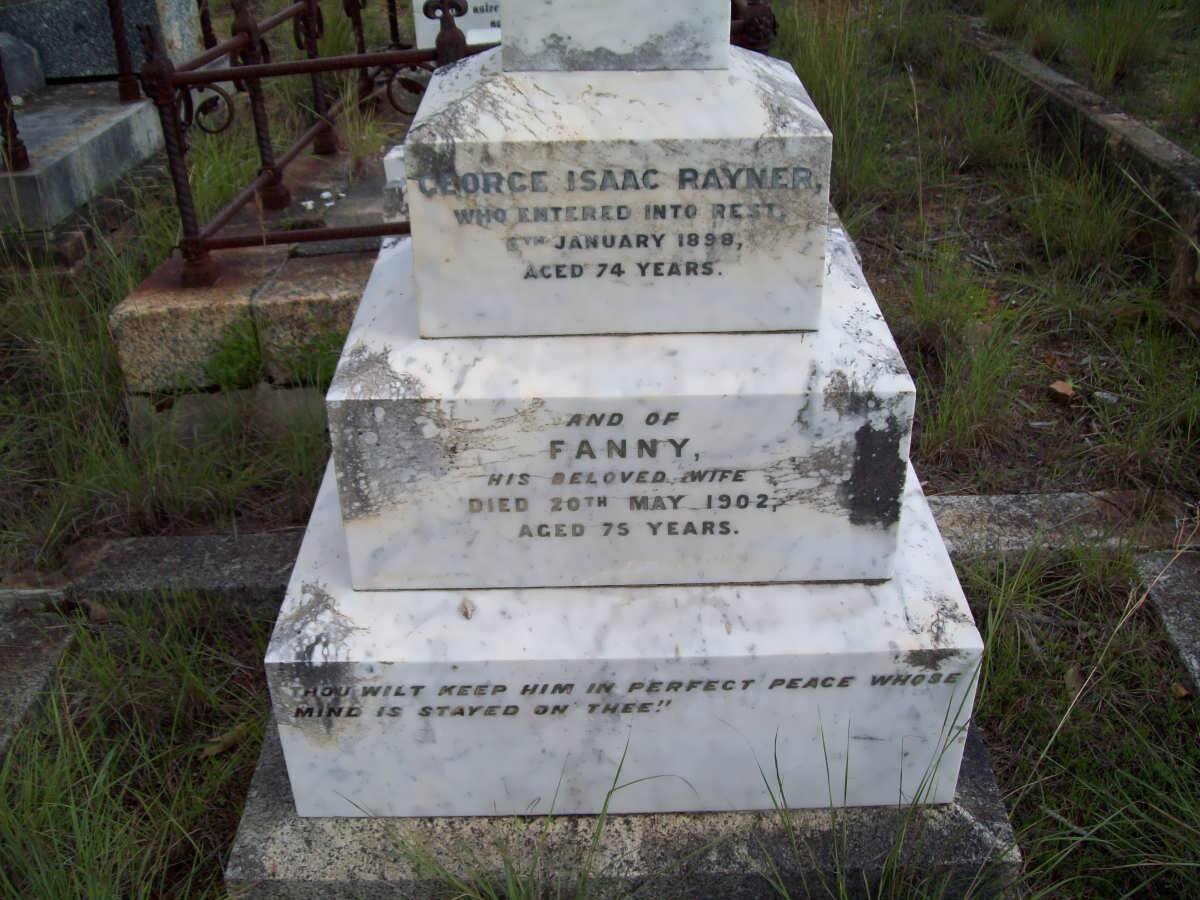 GEORGE ISAAC RAYNER,
WHO ENTERED INTO REST,
JANUARY 1898,
AGED 74 YEARS.
AND OF
FANNY,
HIS BELOVED WIFE
DIED 20TH MAY 1902,
AGED 75 YEARS.
THOU WILT KEEP HIM IN PERFECT PEACE WHOSE
MIND IS STAYED ON THEE."